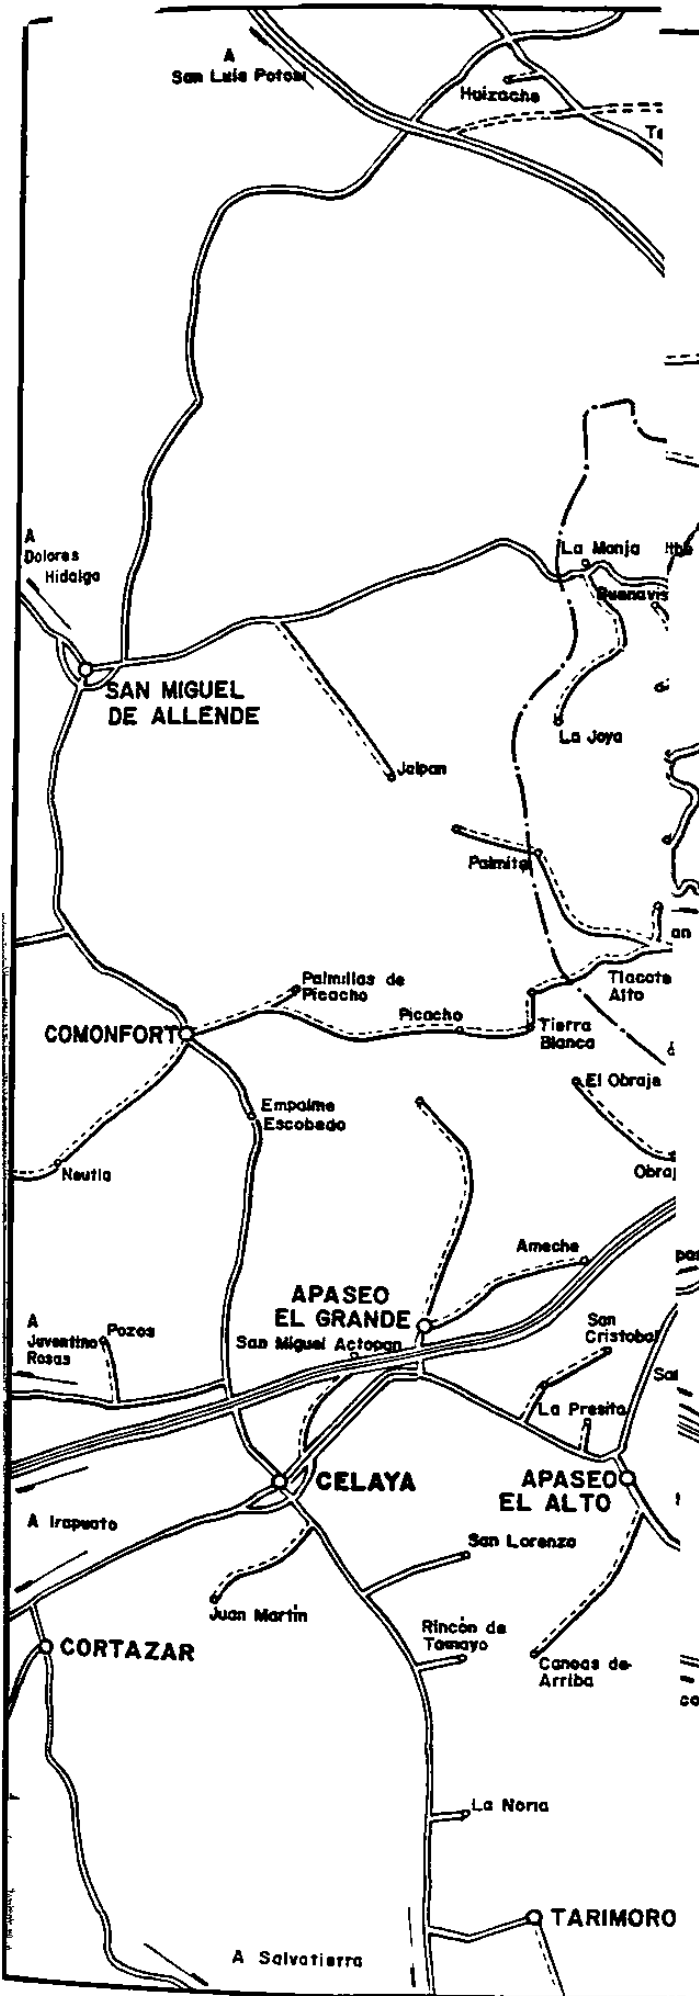 A
San Luis Potosi
Huizache
A
Dolores
Hidalgo
La Monja
Buenavis
SAN MIGUEL
DE ALLENDE
La Joya
Jalpan
Palmita
an
Palmillas de
Picacho
Tlacote
Alto
Picacho
COMONFORT
Tierra
Blanca
El Obraje
Empalme
Escobedo
Neutla
Obraj
Ameche
APASEO
EL GRANDE
San
Cristobal
A
Juventino
Rosas
Pozos
San Miguel Actopan
La Presita
CELAYA
APASEO
EL ALTO
A Irapuato
San Lorenzo
Juan Martín
Rincón de
Tamayo
CORTAZAR
Canoas de
Arriba
La Noria
TARIMORO
A Salvatierra